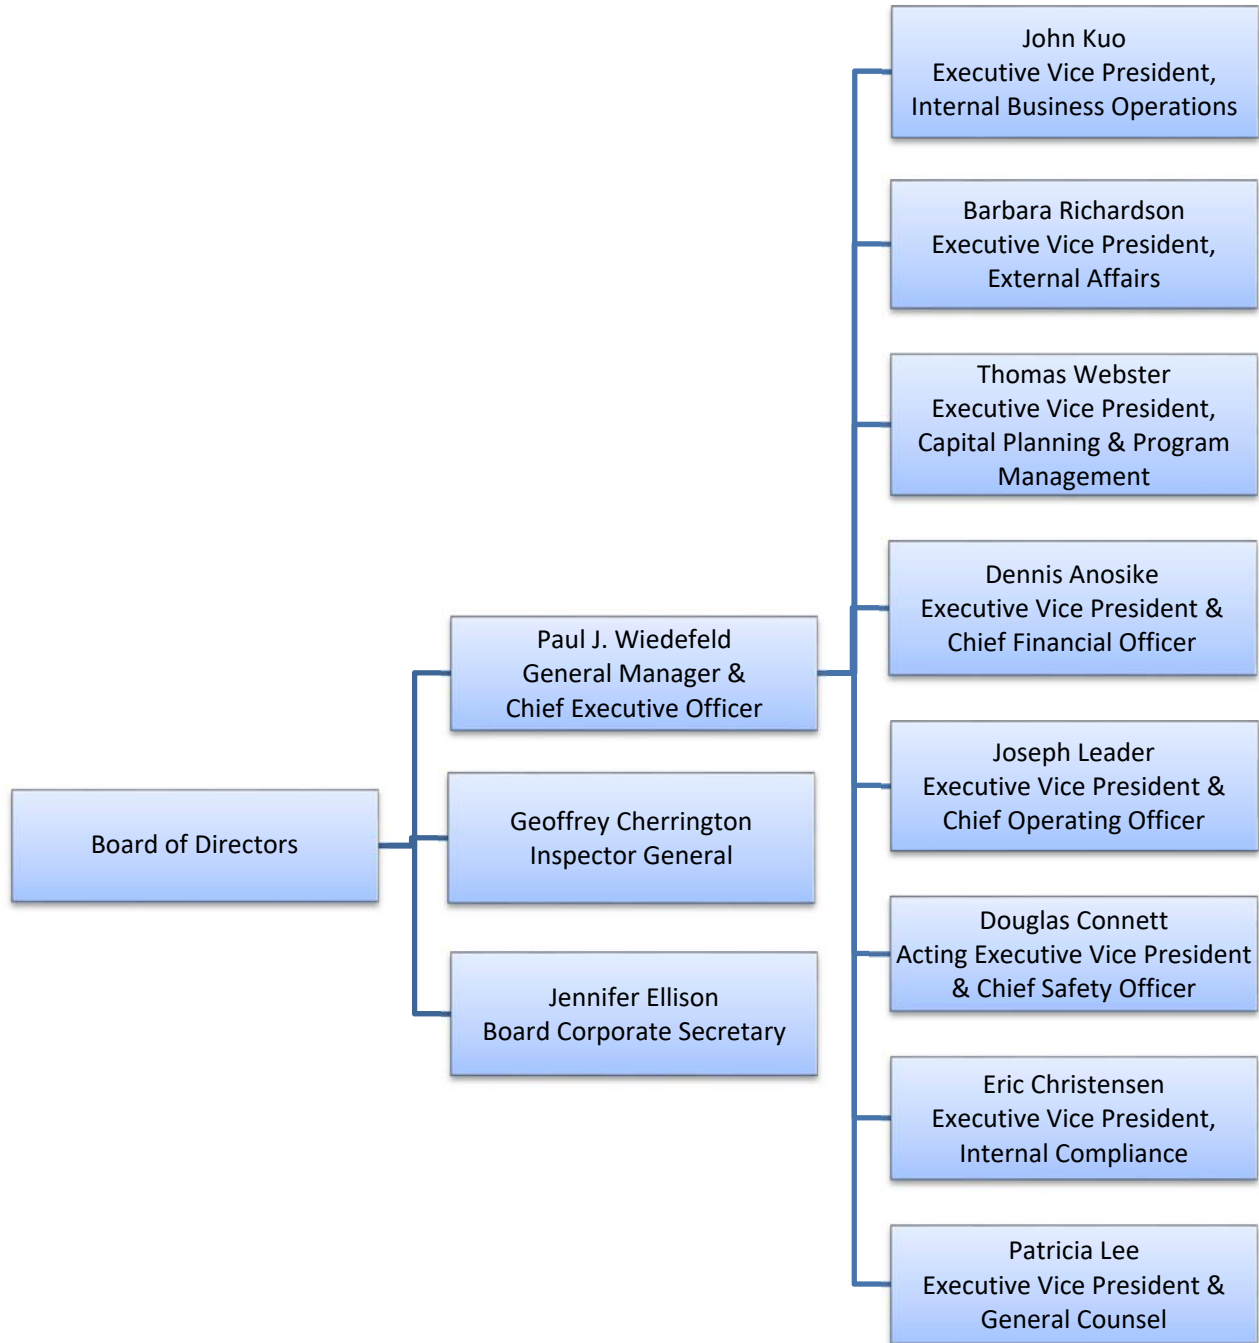 John Kuo
Executive Vice President,
Internal Business Operations
Barbara Richardson
Executive Vice President,
External Affairs
Thomas Webster
Executive Vice President,
Capital Planning & Program
Management
Dennis Anosike
Executive Vice President &
Chief Financial Officer
Paul J. Wiedefeld
General Manager &
Chief Executive Officer
Joseph Leader
Executive Vice President &
Chief Operating Officer
Board of Directors
Geoffrey Cherrington
Inspector General
Douglas Connett
Acting Executive Vice President
& Chief Safety Officer
Jennifer Ellison
Board Corporate Secretary
Eric Christensen
Executive Vice President,
Internal Compliance
Patricia Lee
Executive Vice President &
General Counsel